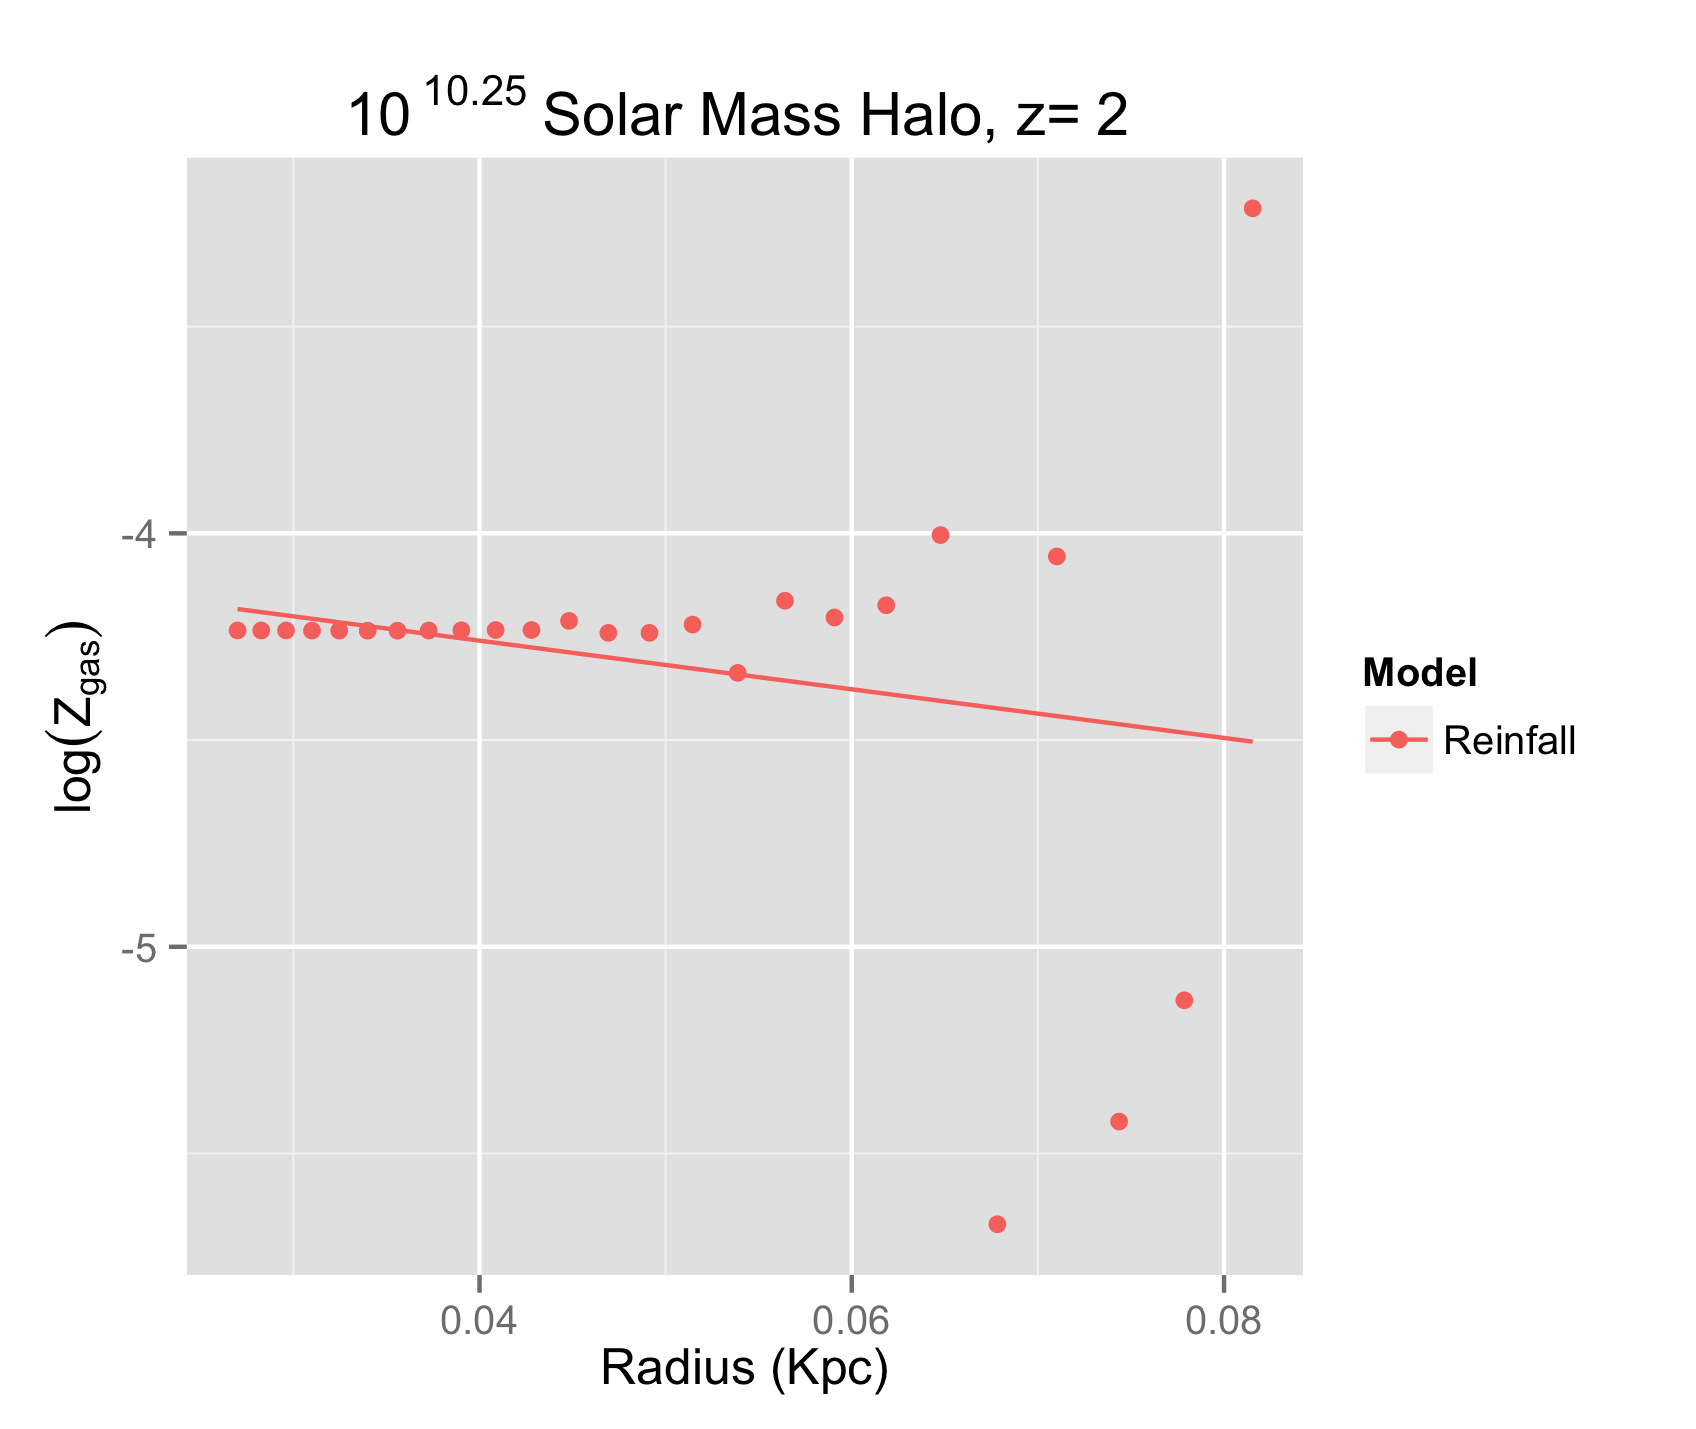 10 10.25 Solar Mass Halo, z= 2
log(Zgas)
-4
-5
0.04 0.06 0.08
Radius (Kpc)
Model
Reinfall